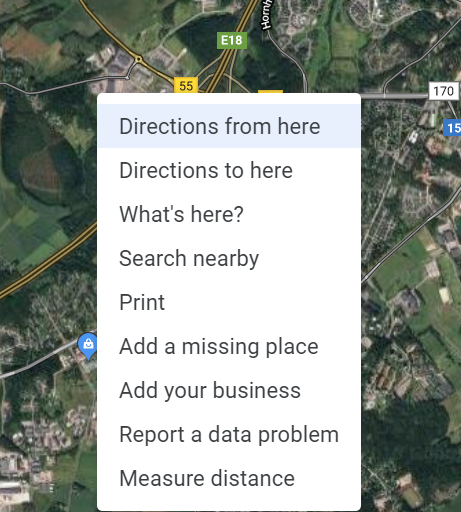 Hornh
E18
55
170
15
Directions from here
Directions to here
What's here?
Search nearby
Print
Add a missing place
Add your business
Report a data problem
Measure distance